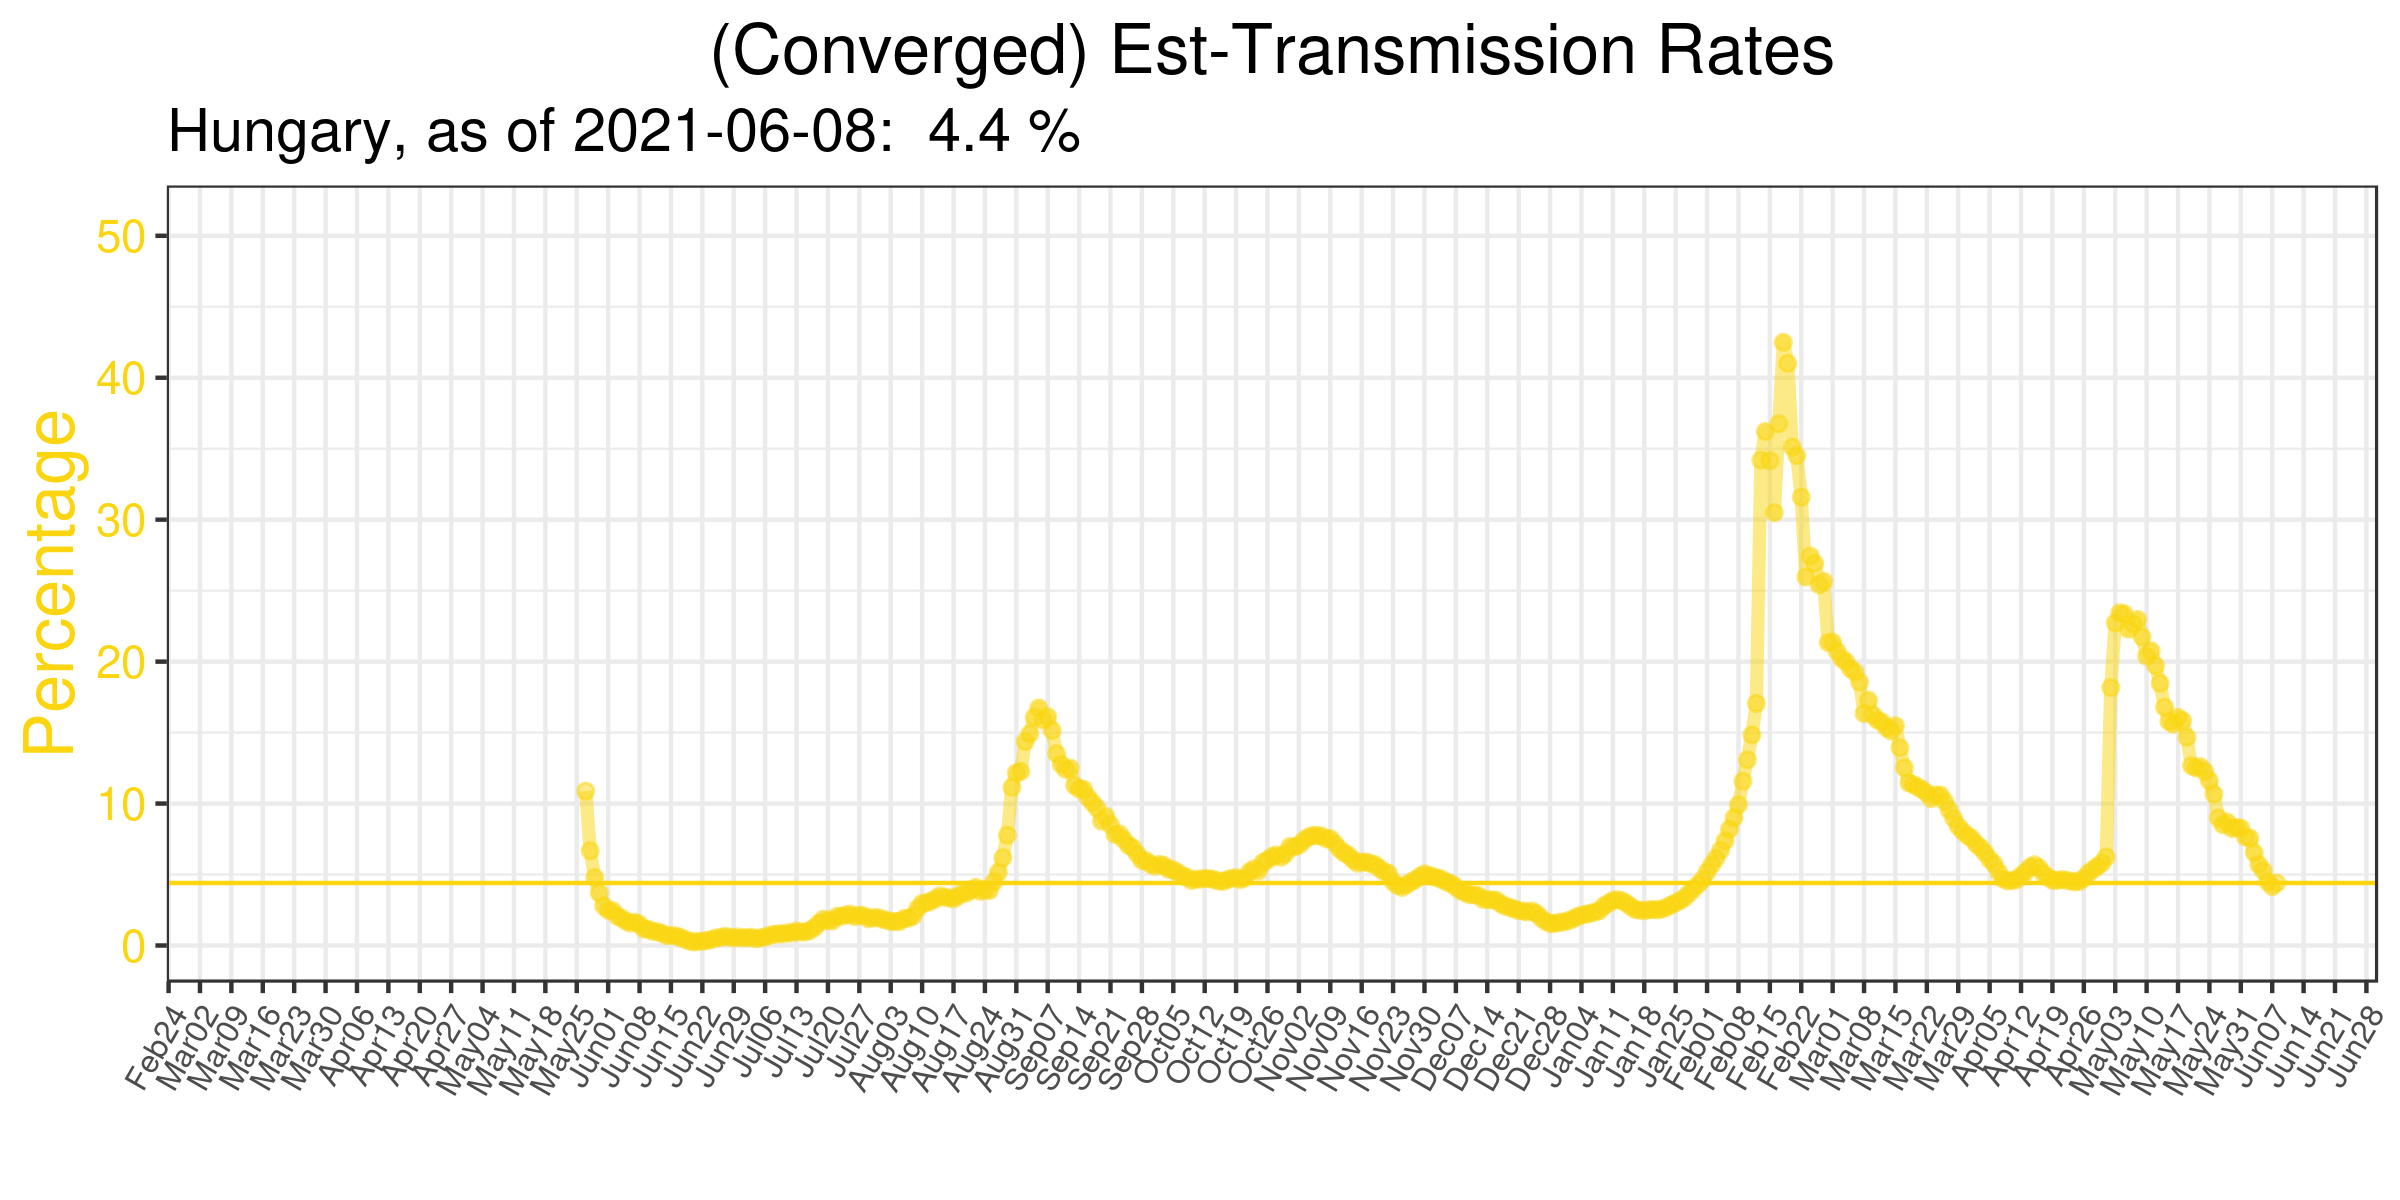 (Converged) Est-Transmission Rates
Hungary, as of 2021-06-08:  4.4 %
Percentage
50
40
30
20
10
0
Feb24
Mar02
Mar09
Mar16
Mar23
Mar30
Apr06
Apr13
Apr20
Apr27
May04
May11
May18
May25
Jun01
Jun08
Jun15
Jun22
Jun29
Jul06
Jul13
Jul20
Jul27
Aug03
Aug10
Aug17
Aug24
Aug31
Sep07
Sep14
Sep21
Sep28
Oct05
Oct12
Oct19
Oct26
Nov02
Nov09
Nov16
Nov23
Nov30
Dec07
Dec14
Dec21
Dec28
Jan04
Jan11
Jan18
Jan25
Feb01
Feb08
Feb15
Feb22
Mar01
Mar08
Mar15
Mar22
Mar29
Apr05
Apr12
Apr19
Apr26
May03
May10
May17
May24
May31
Jun07
Jun14
Jun21
Jun28